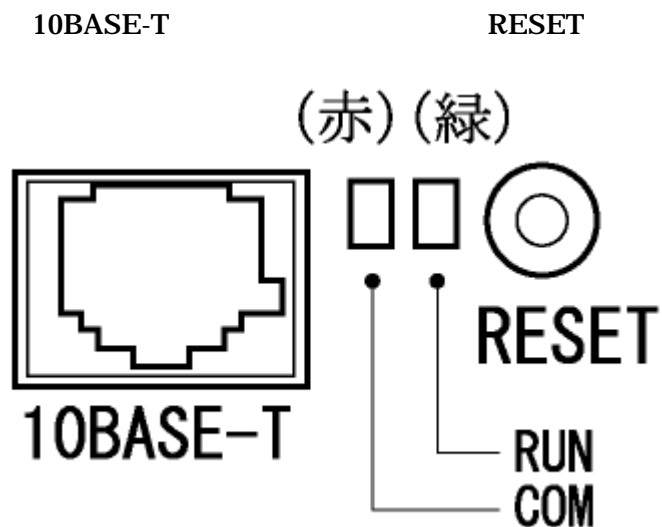 10BASE-T RESET
(赤)(緑)
RESET
10BASE-T
RUN
COM